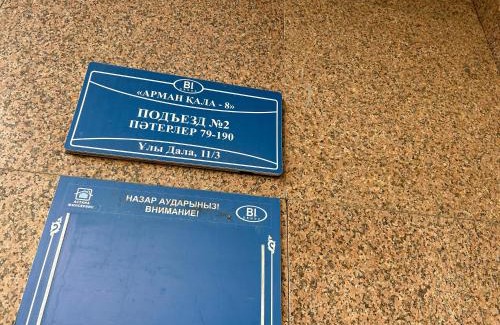 BI
«АРМАН ҚАЛА - 8»
ПОДЪЕЗД №2
ПӘТЕРЛЕР 79-190
Ұлы Дала, 11/3
НАЗАР АУДАРЫҢЫЗ!
ВНИМАНИЕ!
BI